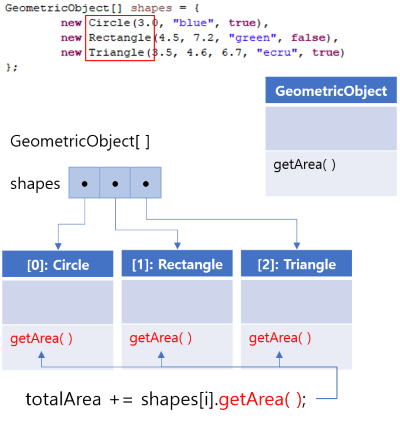 GeometricObject[] shapes = {
new Circle(3.0, "blue", true),
new Rectangle(4.5, 7.2, "green", false),
new Triangle(3.5, 4.6, 6.7, "ecru", true)
};
GeometricObject
getArea( )
GeometricObject[ ]
shapes
[0]: Circle
[1]: Rectangle
[2]: Triangle
getArea( )
getArea( )
getArea( )
totalArea += shapes[i].getArea( );